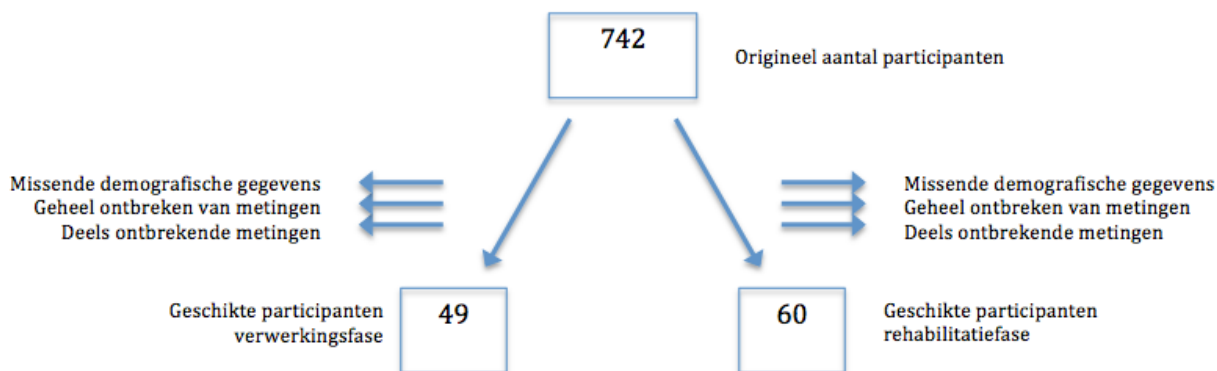 742
Origineel aantal participanten
Missende demografische gegevens
Geheel ontbreken van metingen
Deels ontbrekende metingen
Missende demografische gegevens
Geheel ontbreken van metingen
Deels ontbrekende metingen
Geschikte participanten
verwerkingsfase
49
60
Geschikte participanten
rehabilitatiefase